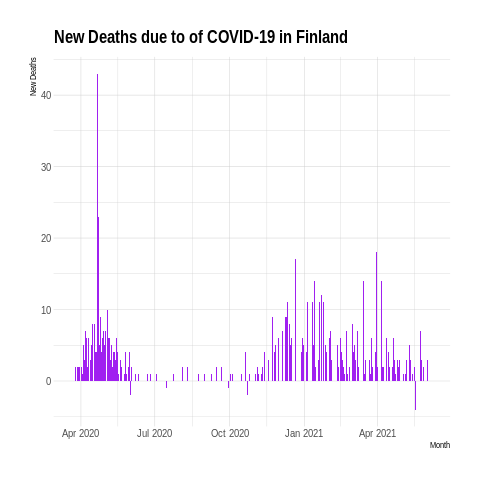 New Deaths due to of COVID-19 in Finland
New Deaths
40
30
20
10
0
Apr 2020 Jul 2020 Oct 2020 Jan 2021 Apr 2021
Month